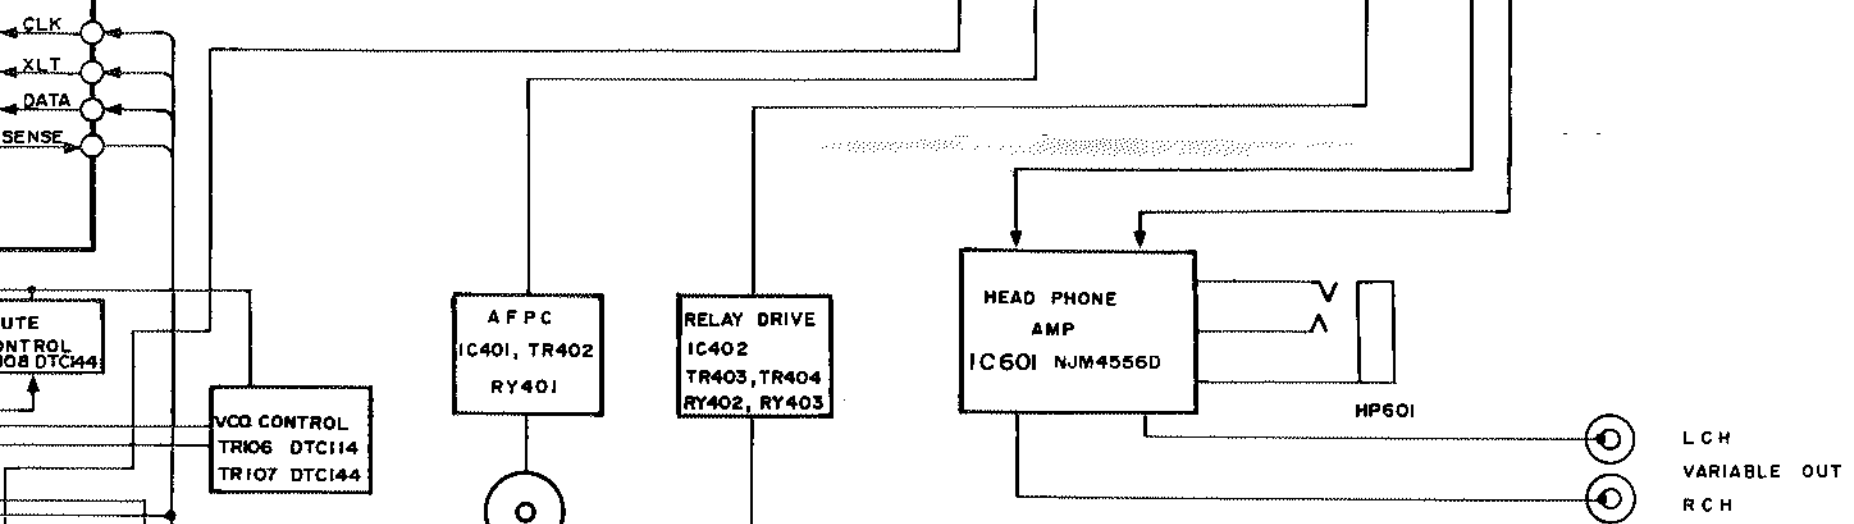 CLK
XLT
DATA
SENSE
UTE
ONTROL
108 DTC144
VCO CONTROL
TR106 DTC114
TR107 DTC144
AFPC
IC401, TR402
RY401
RELAY DRIVE
IC402
TR403, TR404
RY402, RY403
HEAD PHONE
AMP
IC601 NJM4556D
HP601
LCH
VARIABLE OUT
RCH